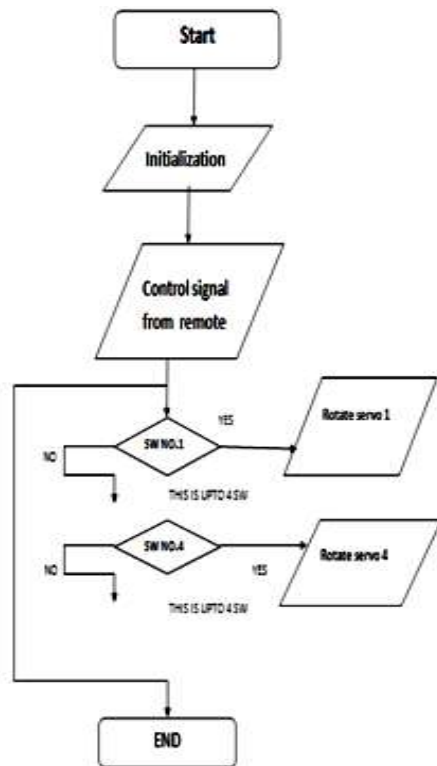 Start
Initialization
Control signal
from remote
YES
Rotate servo 1
SW NO.1
NO
THIS IS UPTO 4 SW
SW NO.4
Rotate servo 4
NO
YES
THIS IS UPTO 4 SW
END